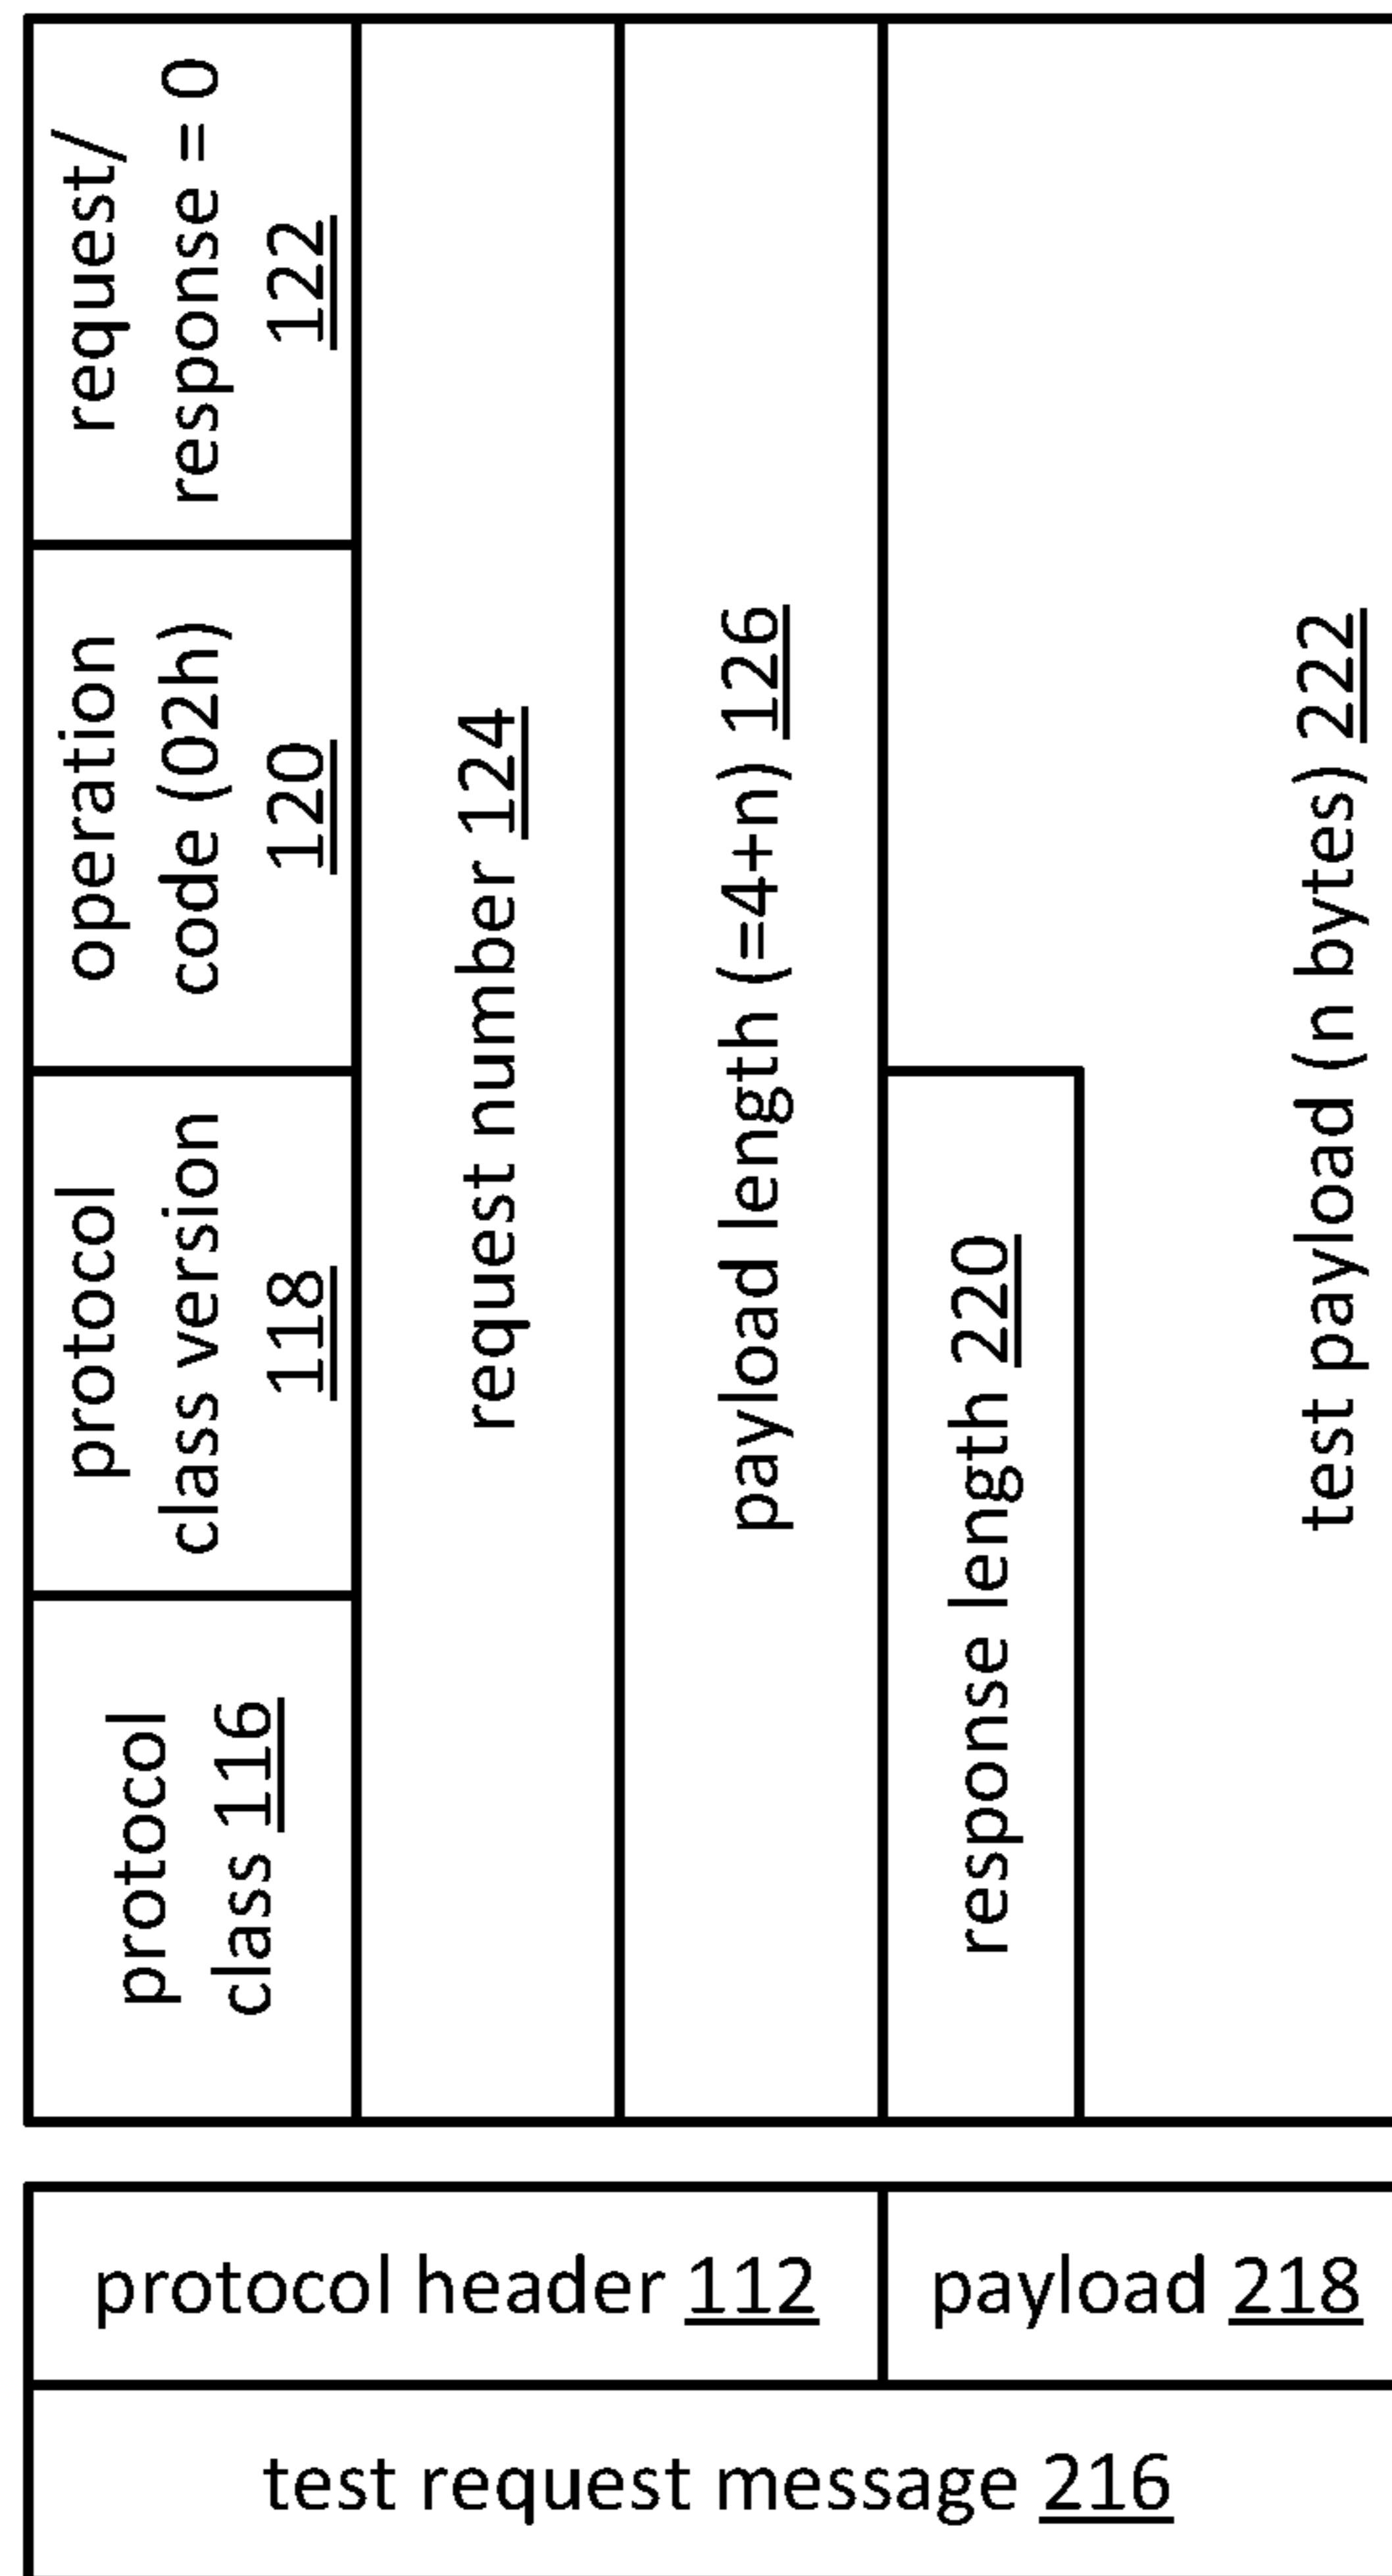 protocol
class 116
protocol
class version
118
operation
code (02h)
120
request/
response = 0
122
request number 124
payload length (=4+n) 126
response length 220
test payload (n bytes) 222
protocol header 112
payload 218
test request message 216